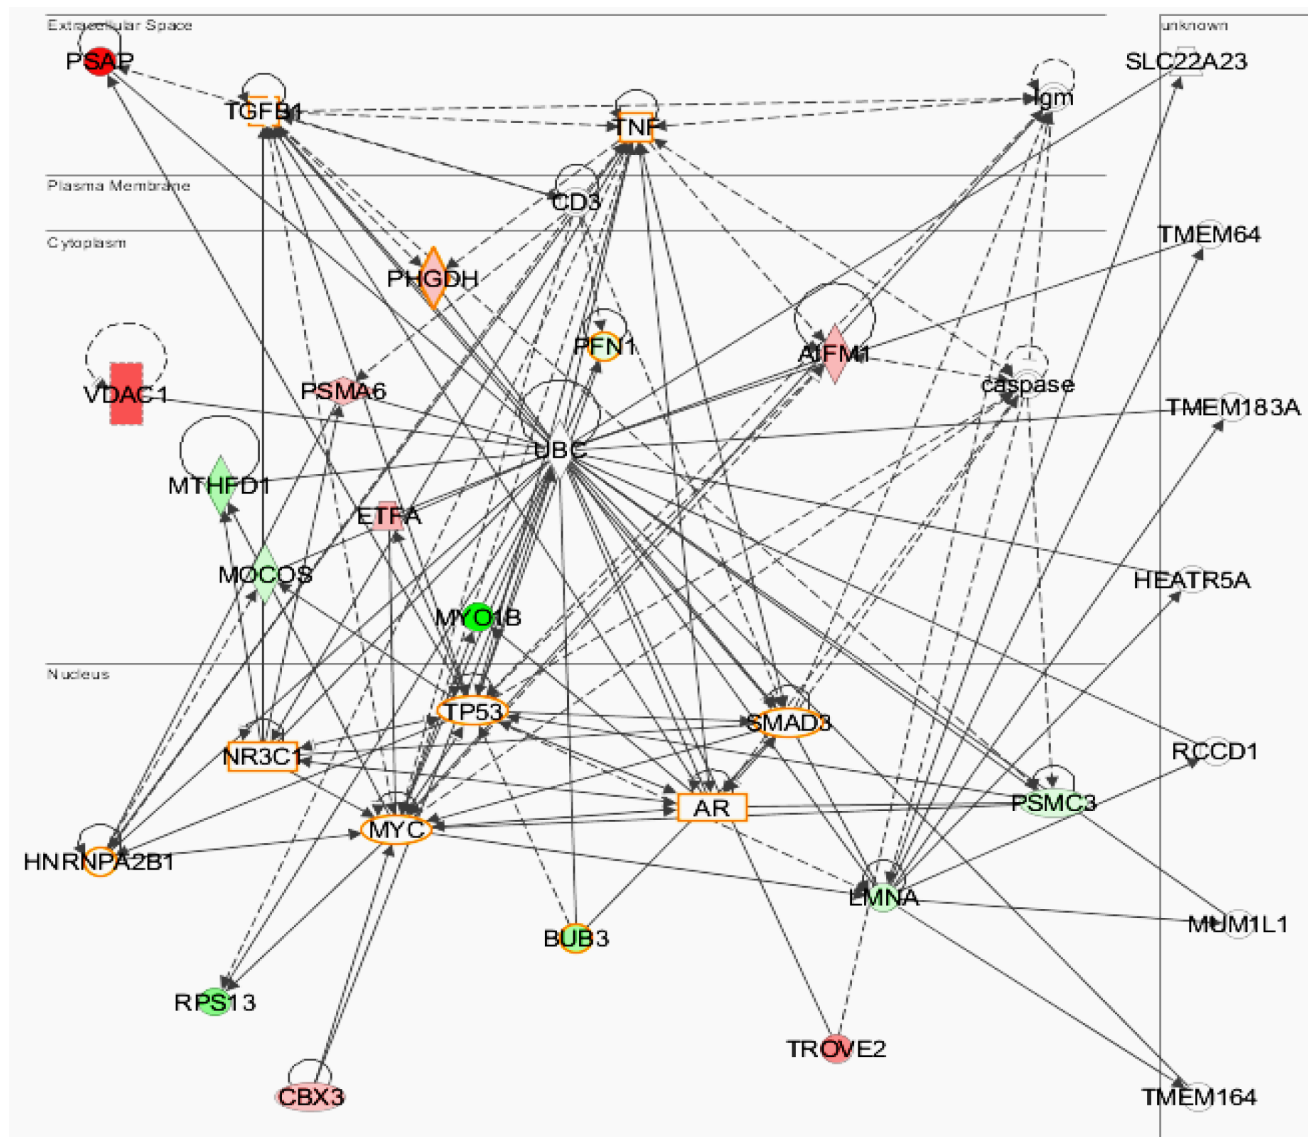 Extracellular Space
unknown
PSAP
SLC22A23
TGFB1
TNF
Igm
Plasma Membrane
CD3
Cytoplasm
TMEM64
PHGDH
PFN1
AIFM1
VDAC1
PSMA6
caspase
TMEM183A
UBC
MTHFD1
ETFA
MOCOS
HEATR5A
MYO1B
Nucleus
TP53
SMAD3
NR3C1
RCCD1
PSMC3
AR
MYC
HNRNPA2B1
LMNA
MUM1L1
BUB3
RPS13
TROVE2
CBX3
TMEM164